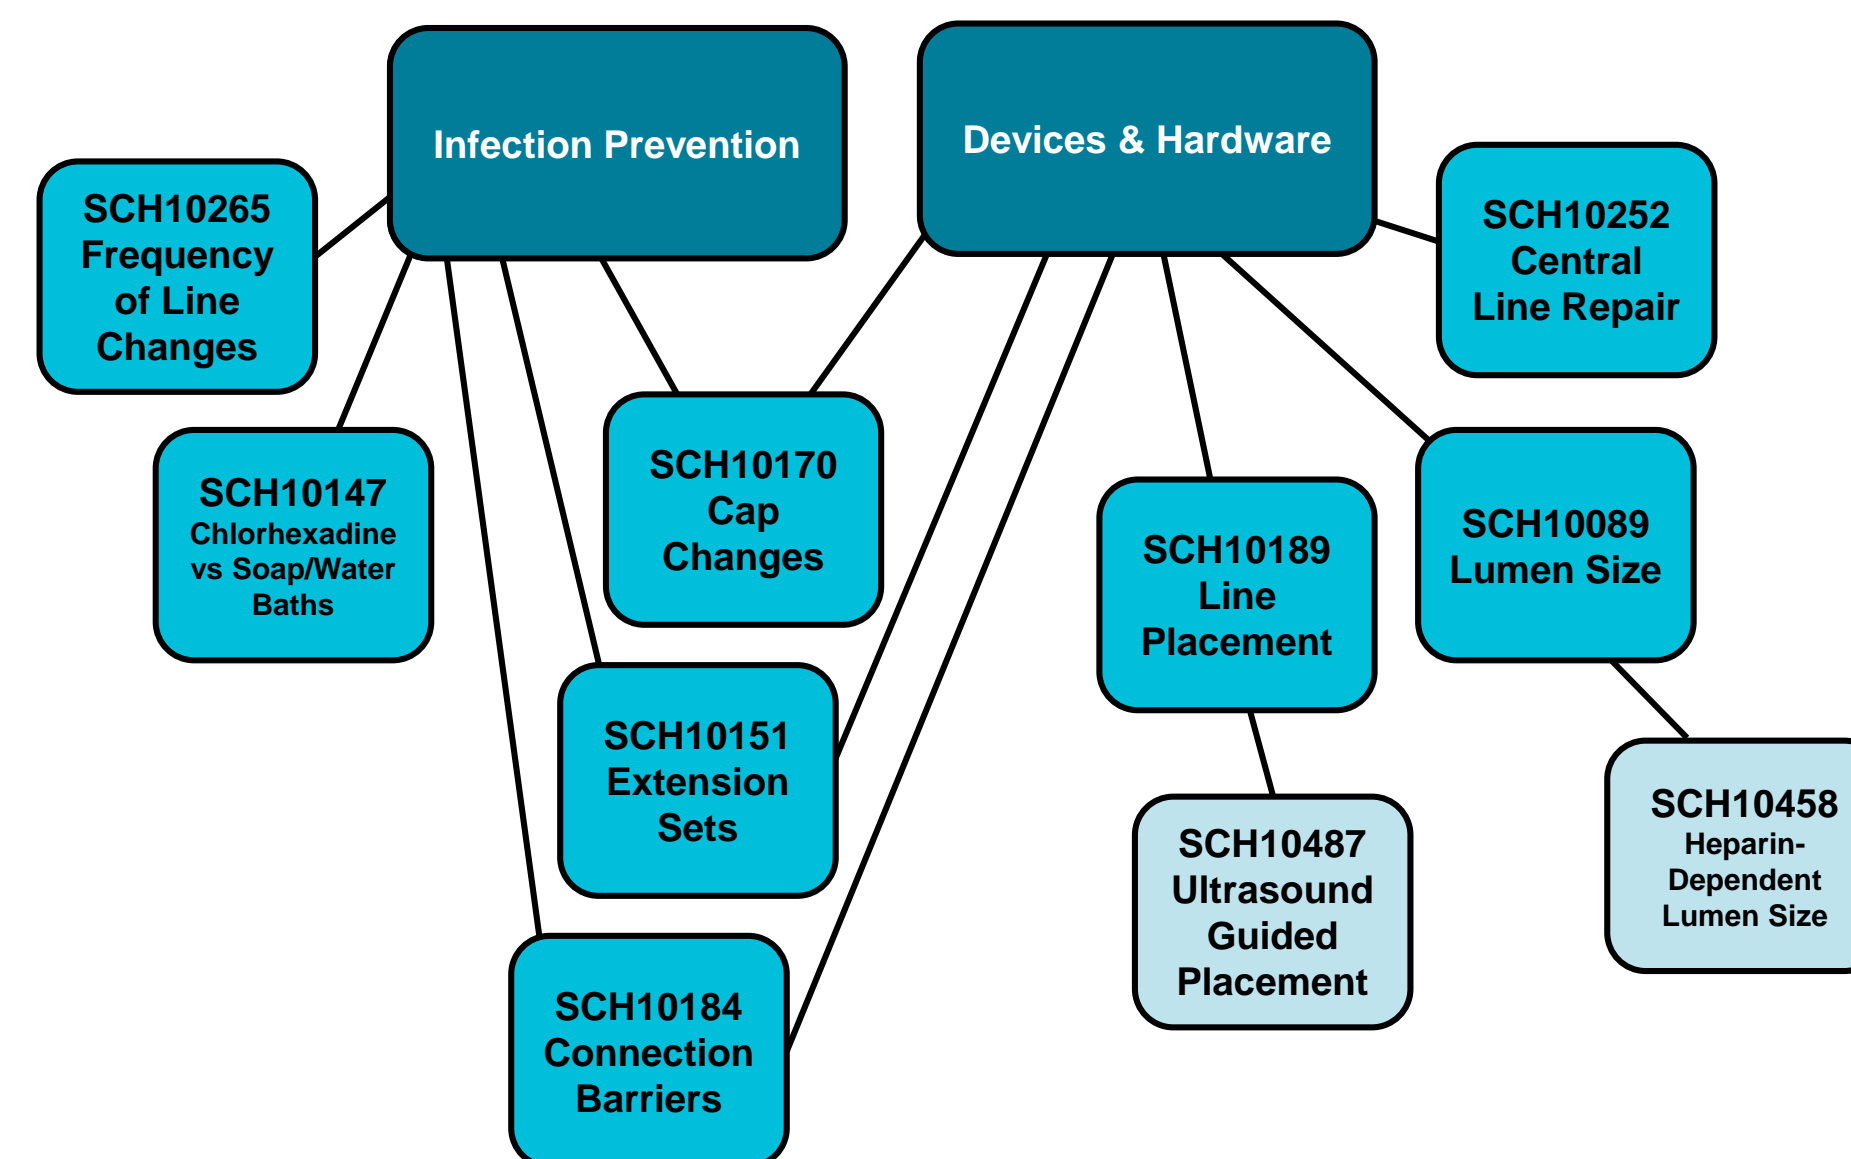 Infection Prevention
Devices & Hardware
SCH10265
Frequency
of Line
Changes
SCH10252
Central
Line Repair
SCH10147
Chlorhexadine
vs Soap/Water
Baths
SCH10170
Cap
Changes
SCH10189
Line
Placement
SCH10089
Lumen Size
SCH10151
Extension
Sets
SCH10487
Ultrasound
Guided
Placement
SCH10458
Heparin-
Dependent
Lumen Size
SCH10184
Connection
Barriers